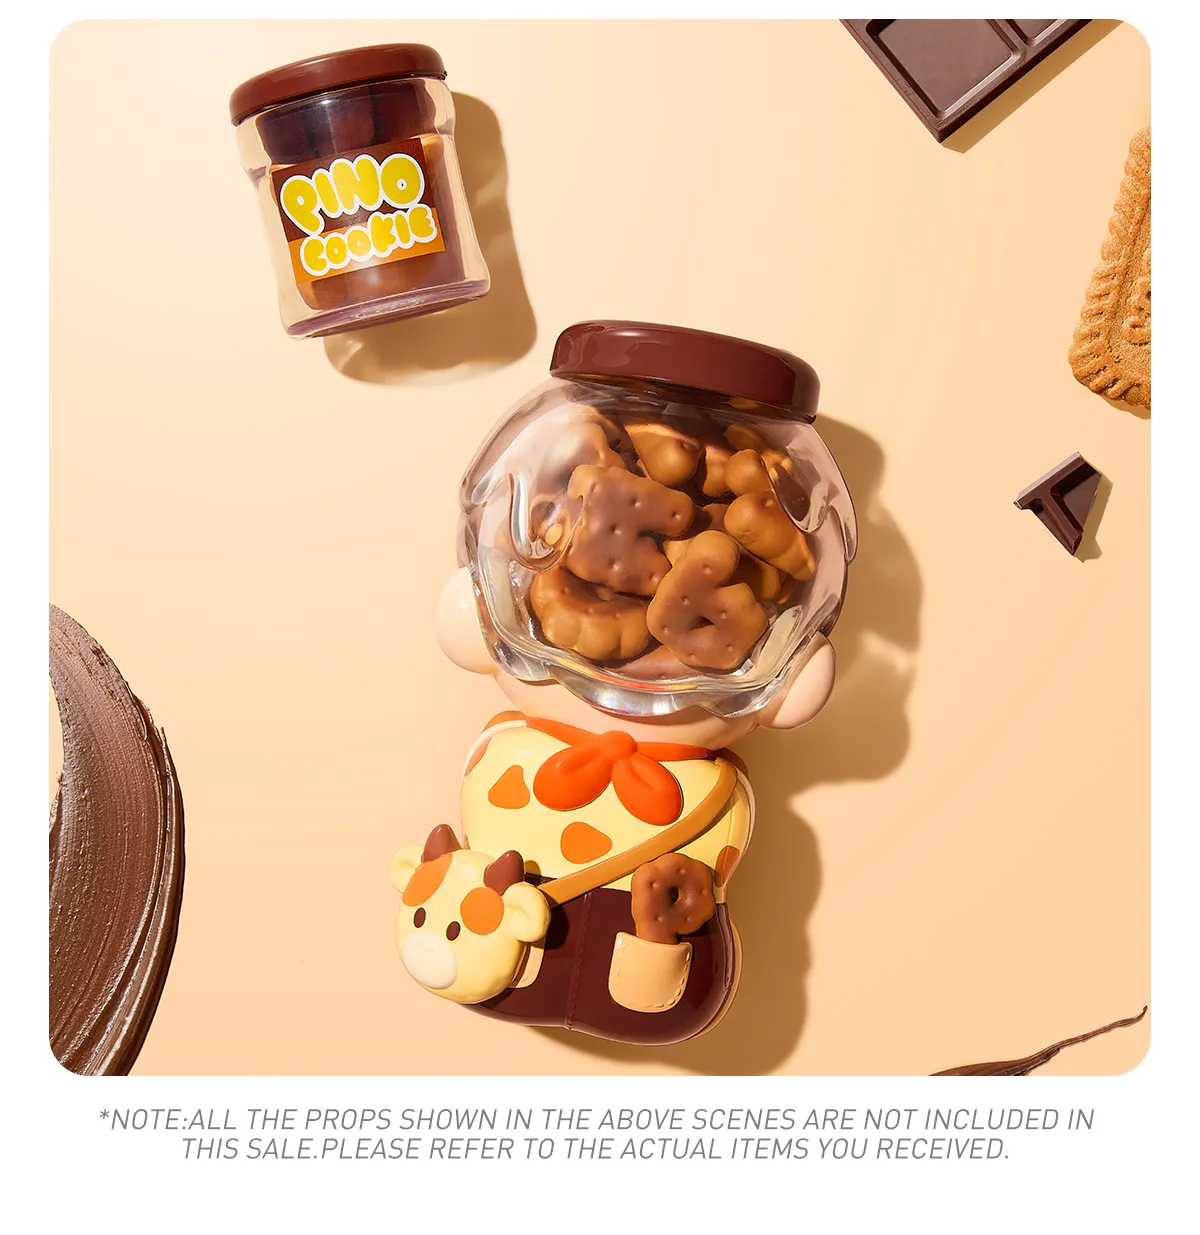 PINO
COOKIE
*NOTE:ALL THE PROPS SHOWN IN THE ABOVE SCENES ARE NOT INCLUDED IN
THIS SALE.PLEASE REFER TO THE ACTUAL ITEMS YOU RECEIVED.